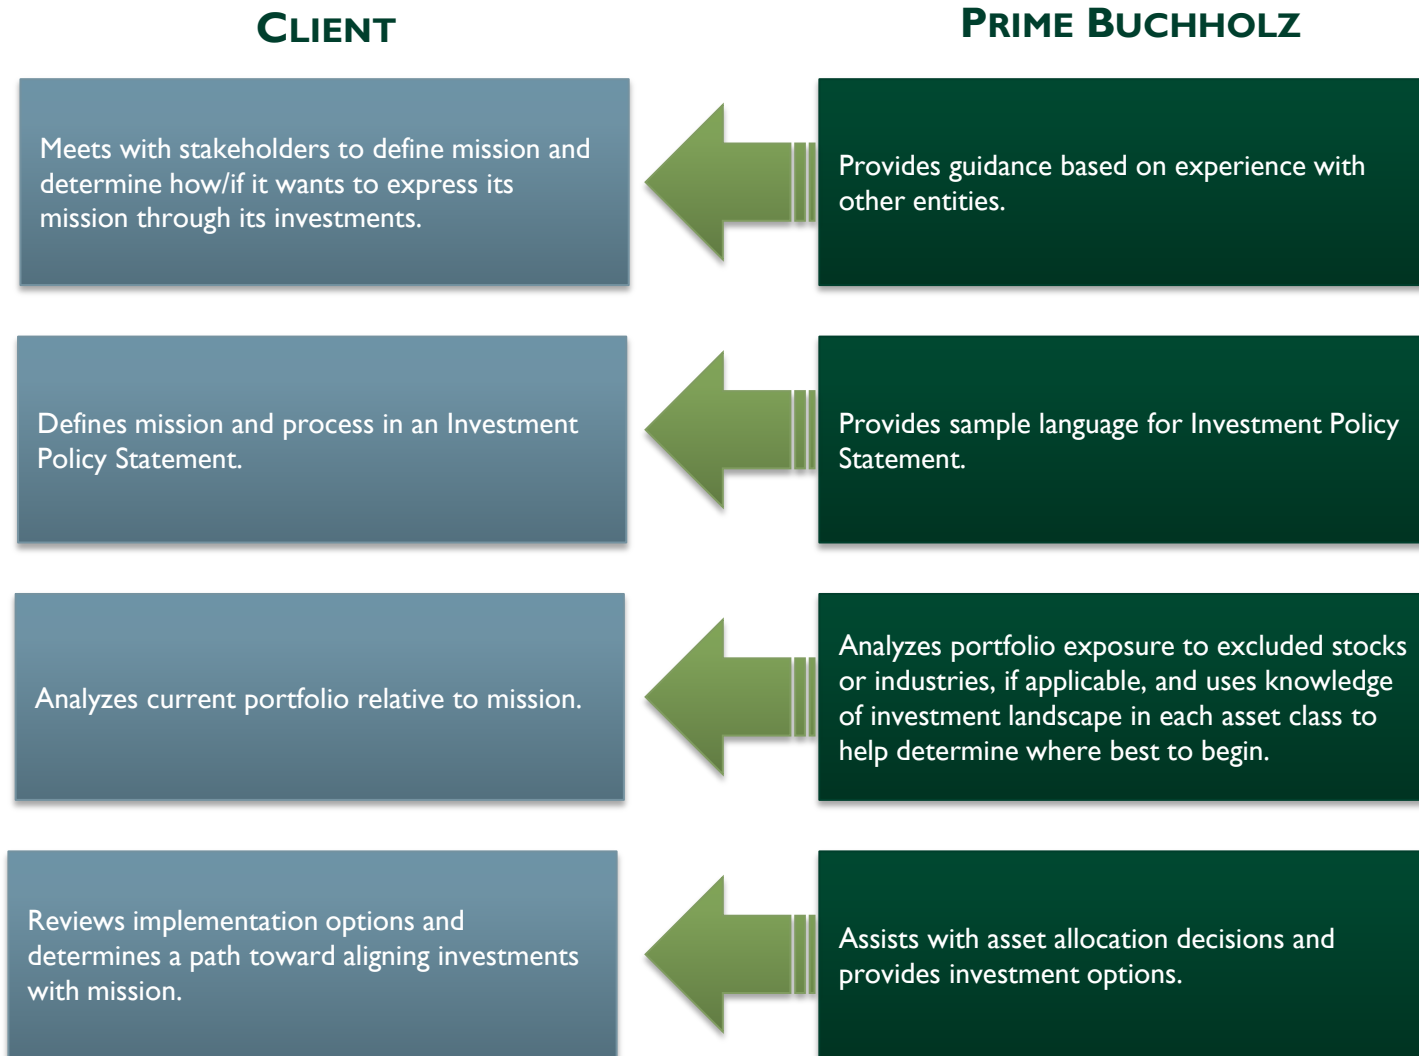 CLIENT
PRIME BUCHHOLZ
Meets with stakeholders to define mission and
determine how/if it wants to express its
mission through its investments.
Provides guidance based on experience with
other entities.
Defines mission and process in an Investment
Policy Statement.
Provides sample language for Investment Policy
Statement.
Analyzes current portfolio relative to mission.
Analyzes portfolio exposure to excluded stocks
or industries, if applicable, and uses knowledge
of investment landscape in each asset class to
help determine where best to begin.
Reviews implementation options and
determines a path toward aligning investments
with mission.
Assists with asset allocation decisions and
provides investment options.